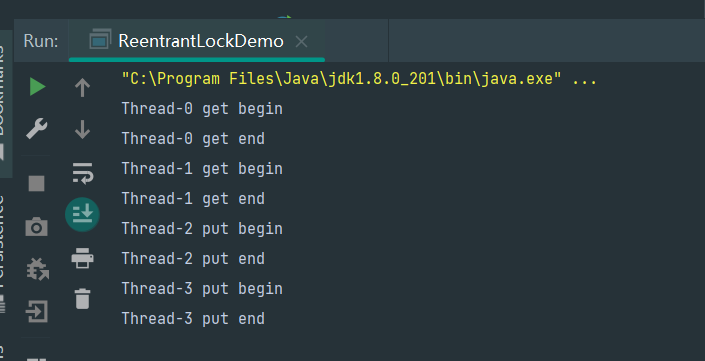 Run: ReentrantLockDemo
"C:\Program Files\Java\jdk1.8.0_201\bin\java.exe" ...
Thread-0 get begin
Thread-0 get end
Thread-1 get begin
Thread-1 get end
Thread-2 put begin
Thread-2 put end
Thread-3 put begin
Thread-3 put end
Bookmarks
Persistence